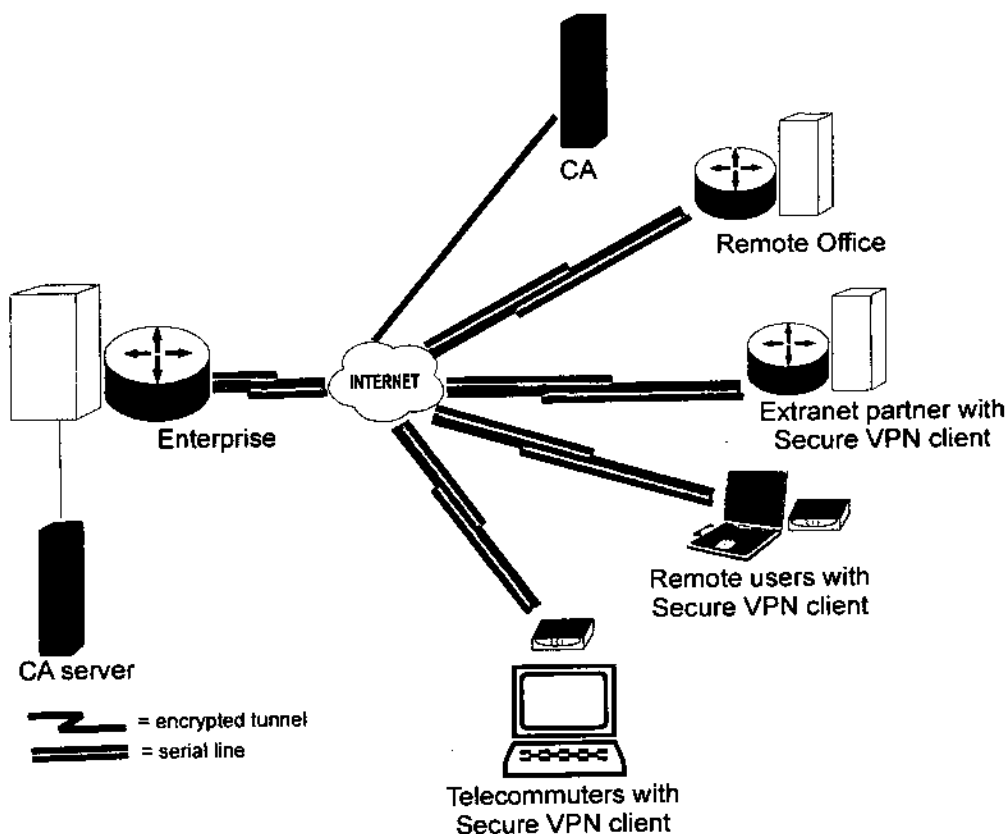 CA
Remote Office
INTERNET
Enterprise
Extranet partner with
Secure VPN client
Remote users with
Secure VPN client
CA server
= encrypted tunnel
= serial line
Telecommuters with
Secure VPN client